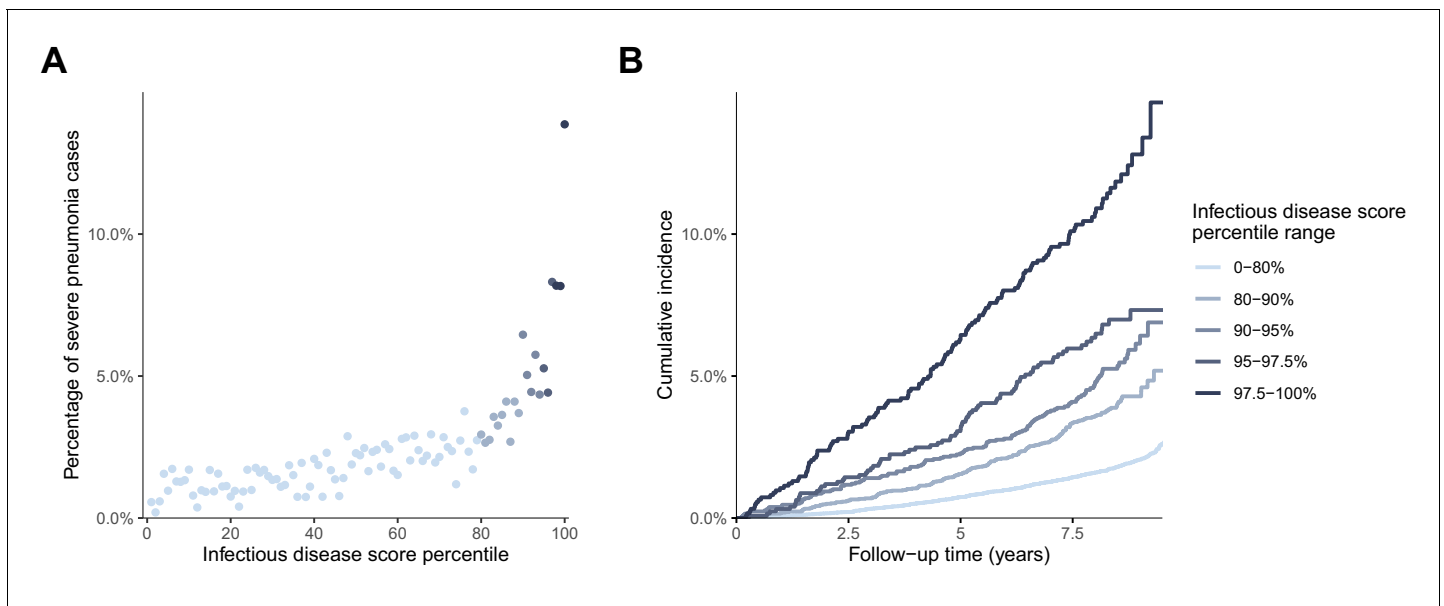 A
B
Percentage of severe pneumonia cases
10.0%
5.0%
0.0%
0 20 40 60 80 100
Infectious disease score percentile
Cumulative incidence
10.0%
5.0%
0.0%
0 2.5 5 7.5
Follow−up time (years)
Infectious disease score
percentile range
0−80%
80−90%
90−95%
95−97.5%
97.5−100%